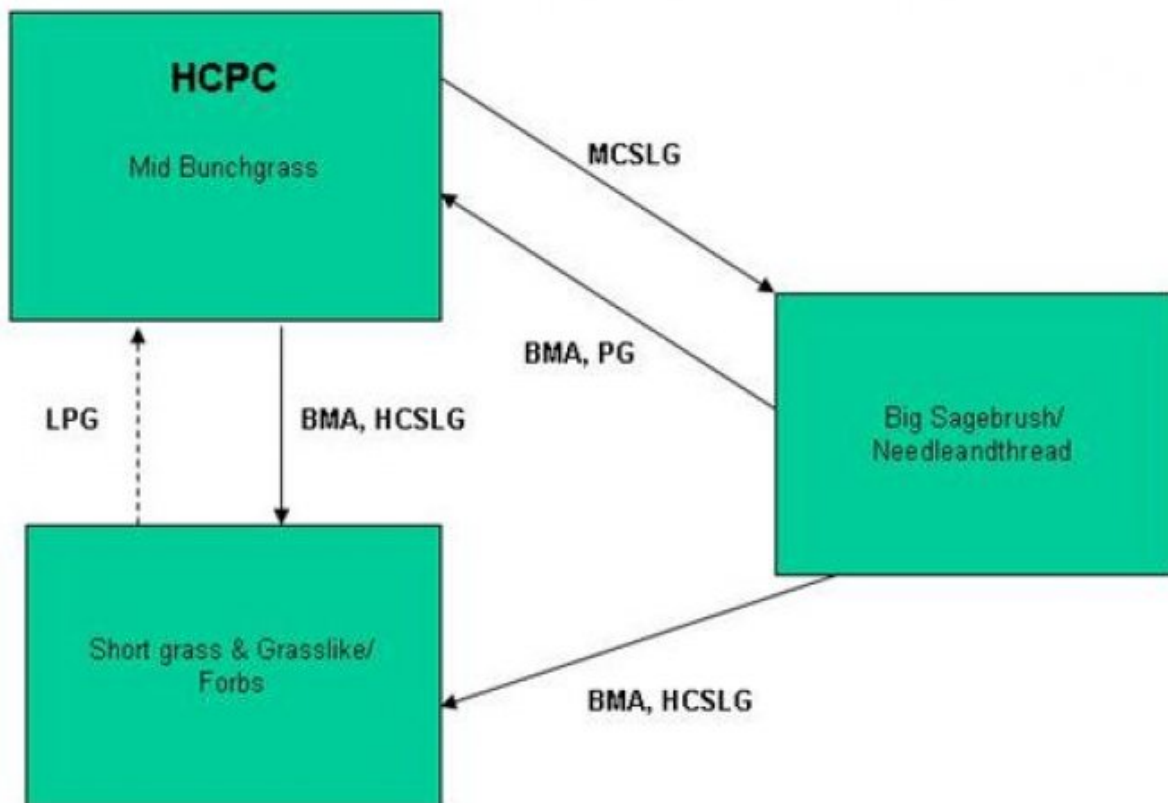 HCPC
Mid Bunchgrass
MCSLG
BMA, PG
LPG
BMA, HCSLG
Big Sagebrush/
Needleandthread
Short grass & Grasslike/
Forbs
BMA, HCSLG